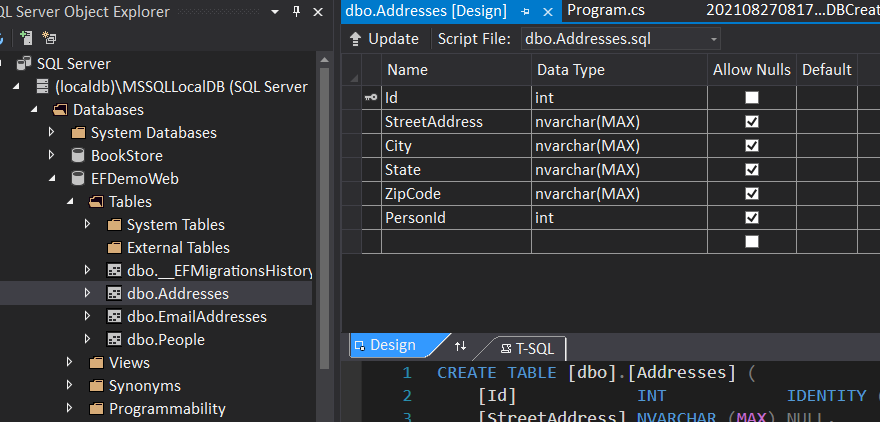 QL Server Object Explorer
SQL Server
(localdb)\MSSQLLocalDB (SQL Server
Databases
System Databases
BookStore
EFDemoWeb
Tables
System Tables
External Tables
dbo.__EFMigrationsHistory
dbo.Addresses
dbo.EmailAddresses
dbo.People
Views
Synonyms
Programmability
dbo.Addresses [Design] Program.cs 202108270817...DBCreat
Update Script File: dbo.Addresses.sql
Name Data Type Allow Nulls Default
Id int
StreetAddress nvarchar(MAX)
City nvarchar(MAX)
State nvarchar(MAX)
ZipCode nvarchar(MAX)
PersonId int
Design T-SQL
1 CREATE TABLE [dbo].[Addresses] (
2 [Id] INT IDENTITY (
3 [StreetAddress] NVARCHAR (MAX) NULL,